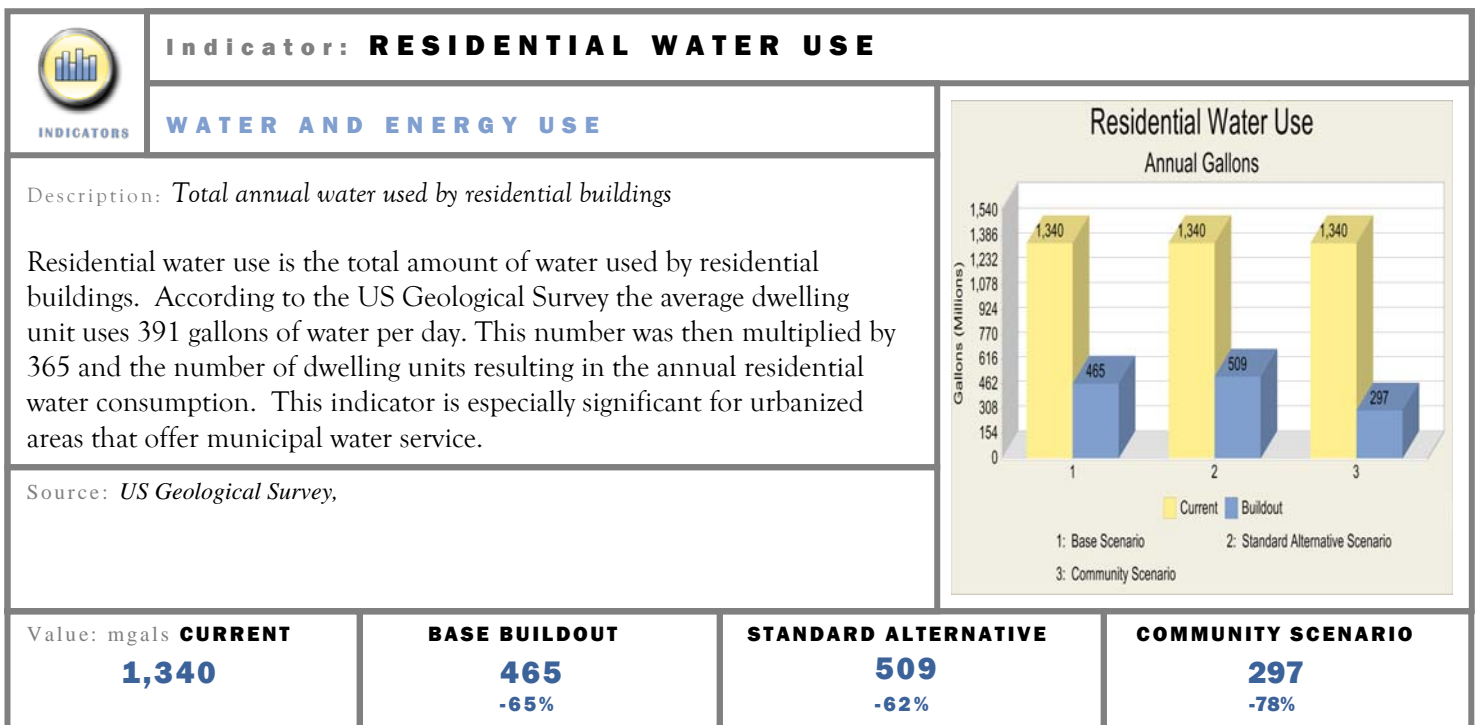 INDICATORS
Indicator: RESIDENTIAL WATER USE
WATER AND ENERGY USE
Description: Total annual water used by residential buildings
Residential water use is the total amount of water used by residential
buildings. According to the US Geological Survey the average dwelling
unit uses 391 gallons of water per day. This number was then multiplied by
365 and the number of dwelling units resulting in the annual residential
water consumption. This indicator is especially significant for urbanized
areas that offer municipal water service.
Source: US Geological Survey,
Residential Water Use
Annual Gallons
Gallons (Millions)
1,540
1,386
1,232
1,078
924
770
616
462
308
154
0
1,340
465
1,340
509
1,340
297
1 2 3
Current Buildout
1: Base Scenario 2: Standard Alternative Scenario
3: Community Scenario
Value: mgals CURRENT
1,340
BASE BUILDOUT
465
-65%
STANDARD ALTERNATIVE
509
-62%
COMMUNITY SCENARIO
297
-78%